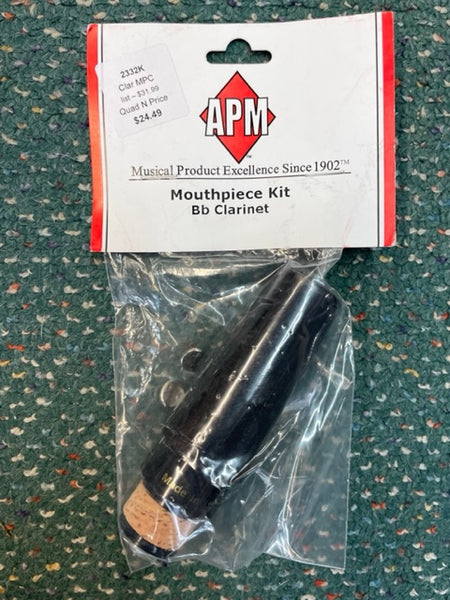 2332K
Clar MPC
list – $31.99
Quad N Price
$24.49
APM
Musical Product Excellence Since 1902™
Mouthpiece Kit
Bb Clarinet
Made